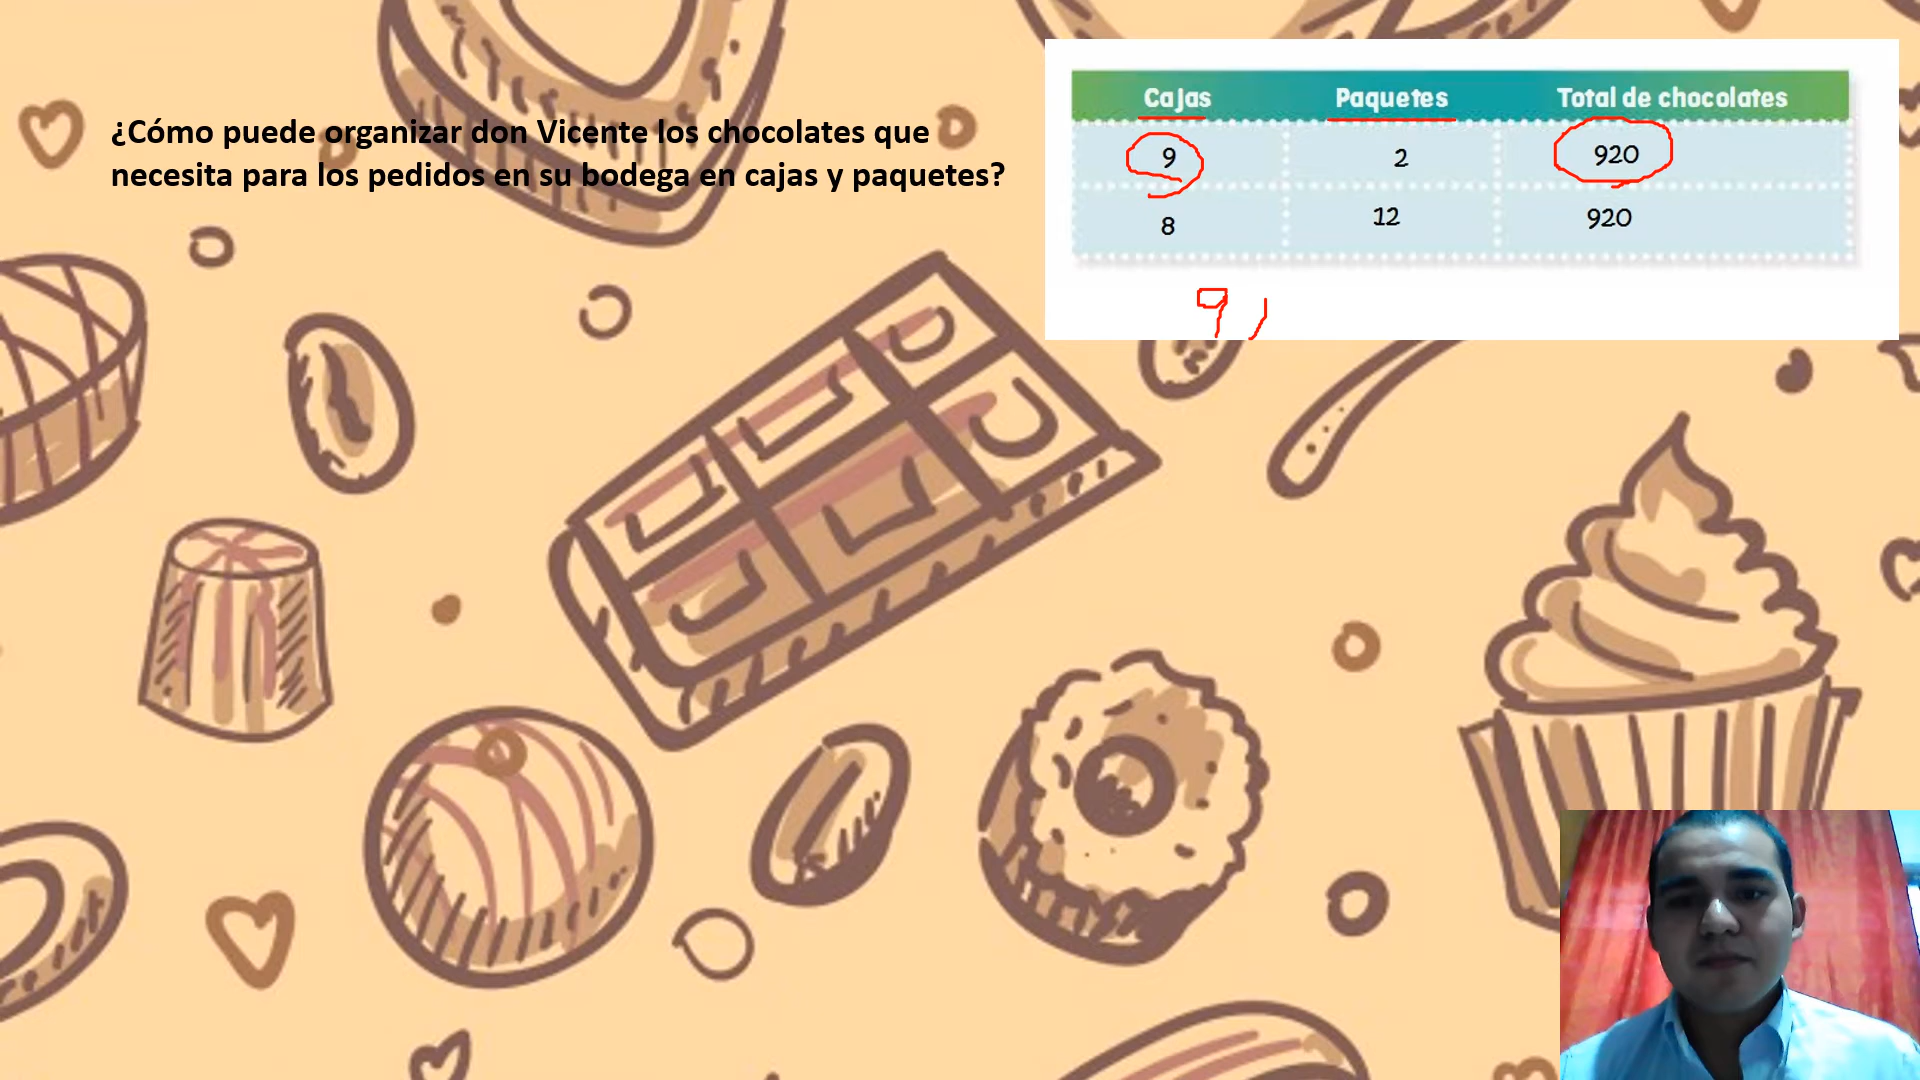 ¿Cómo puede organizar don Vicente los chocolates que
necesita para los pedidos en su bodega en cajas y paquetes?
Cajas Paquetes Total de chocolates
9 2 920
8 12 920
9